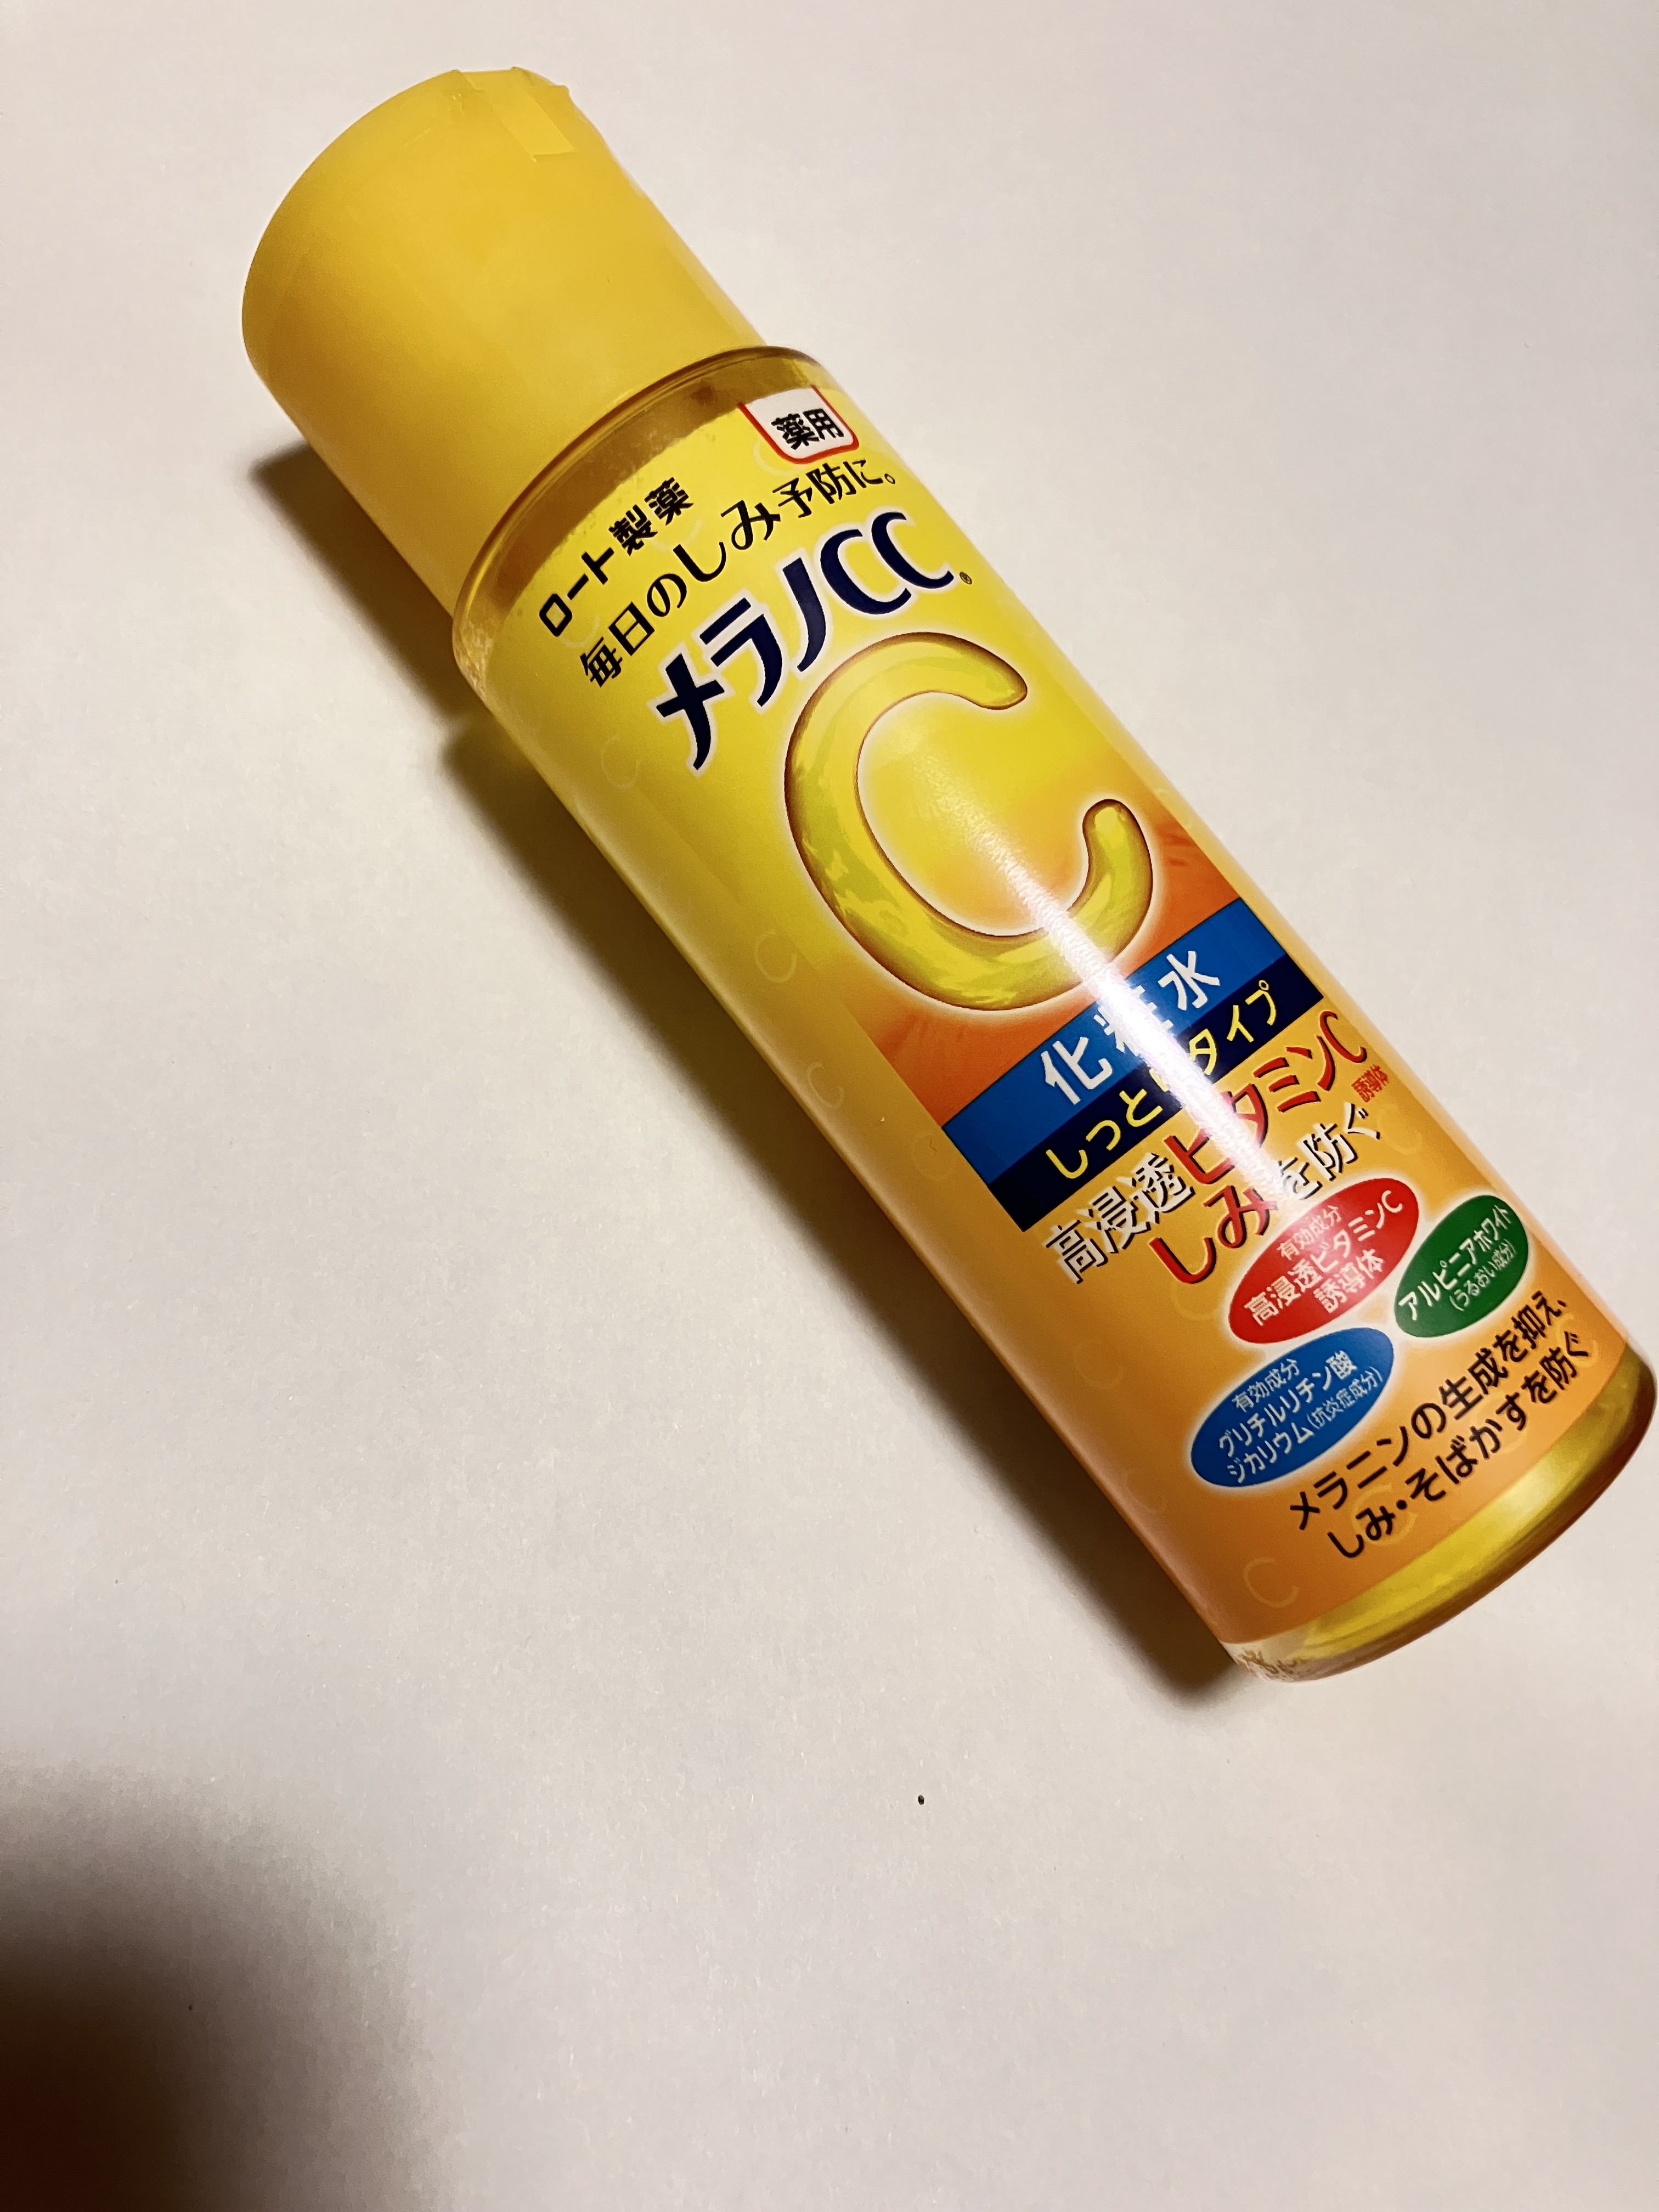 薬用
ロート製薬
毎日のしみ予防に。
メラノCC®
C
化粧水
しっとりタイプ
高浸透ビタミンC誘導体
しみを防ぐ
有効成分
高浸透ビタミンC
誘導体
アルピニアホワイト
(うるおい成分)
有効成分
グリチルリチン酸
ジカリウム(抗炎症成分)
メラニンの生成を抑え、
しみ・そばかすを防ぐ